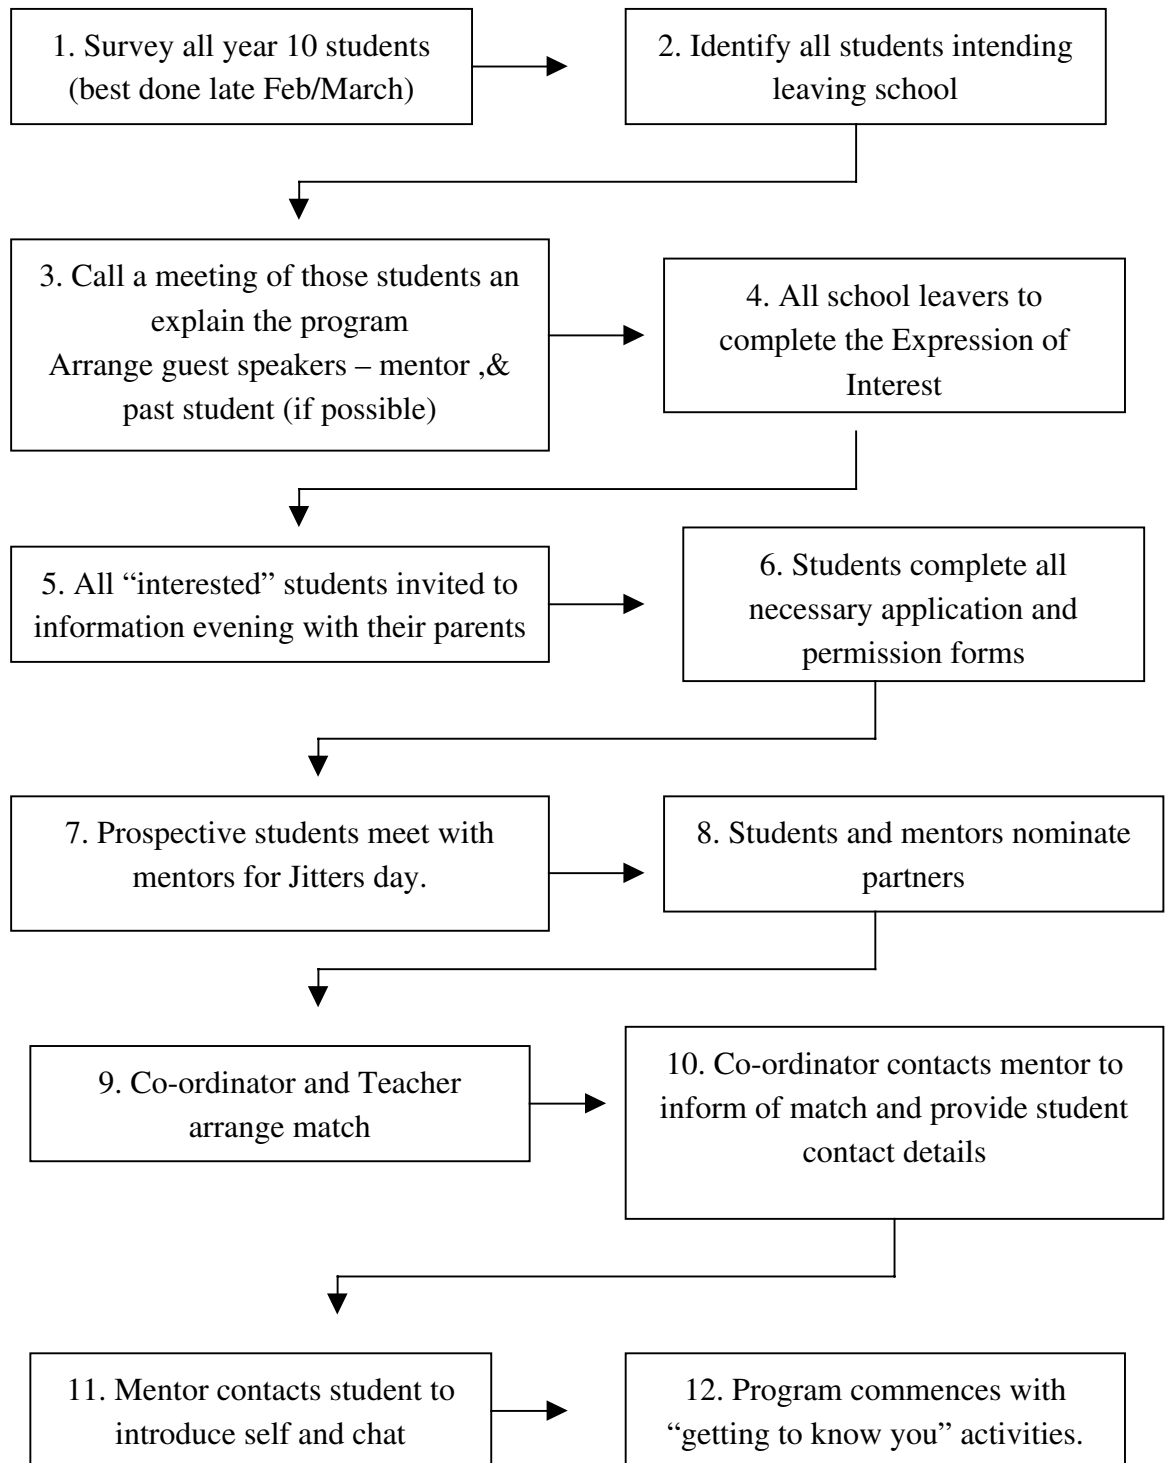 1. Survey all year 10 students
(best done late Feb/March)
2. Identify all students intending
leaving school
3. Call a meeting of those students an
explain the program
Arrange guest speakers – mentor ,&
past student (if possible)
4. All school leavers to
complete the Expression of
Interest
5. All “interested” students invited to
information evening with their parents
6. Students complete all
necessary application and
permission forms
7. Prospective students meet with
mentors for Jitters day.
8. Students and mentors nominate
partners
9. Co-ordinator and Teacher
arrange match
10. Co-ordinator contacts mentor to
inform of match and provide student
contact details
11. Mentor contacts student to
introduce self and chat
12. Program commences with
“getting to know you” activities.